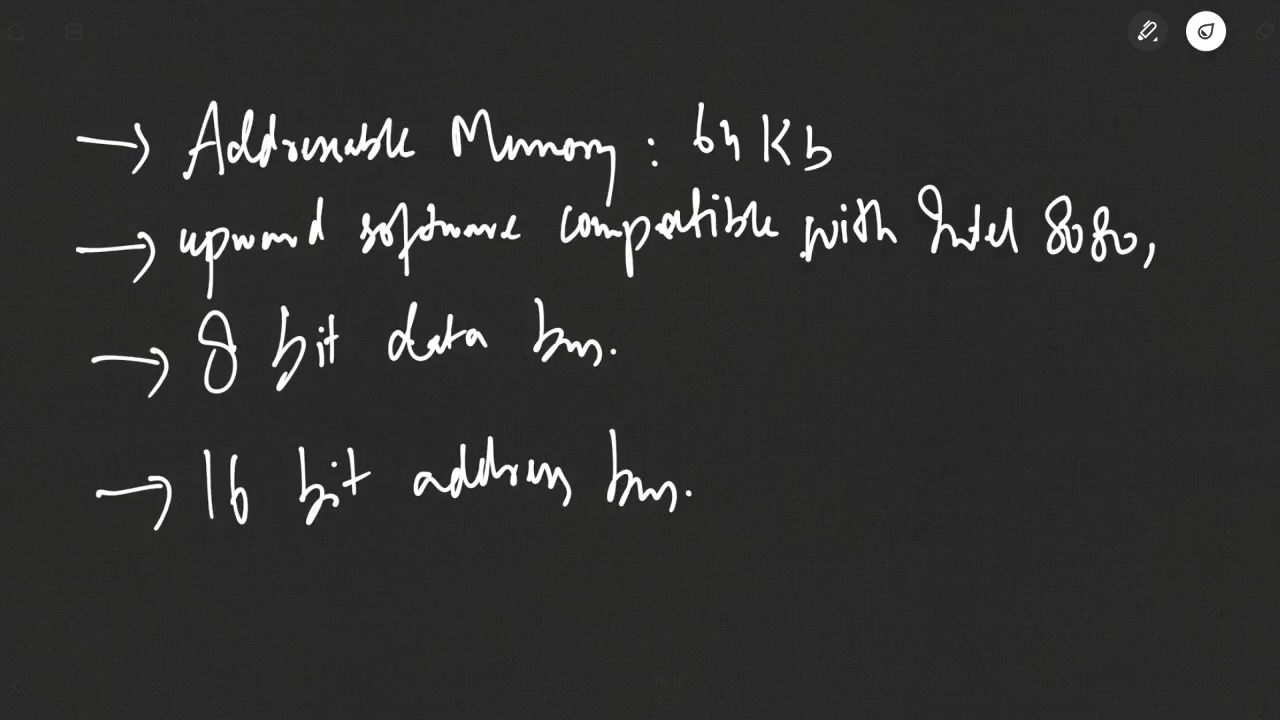 → Addressable Memory : 64 Kb
→ upward software compatible with Intel 8080,
→ 8 bit data bus.
→ 16 bit address bus.